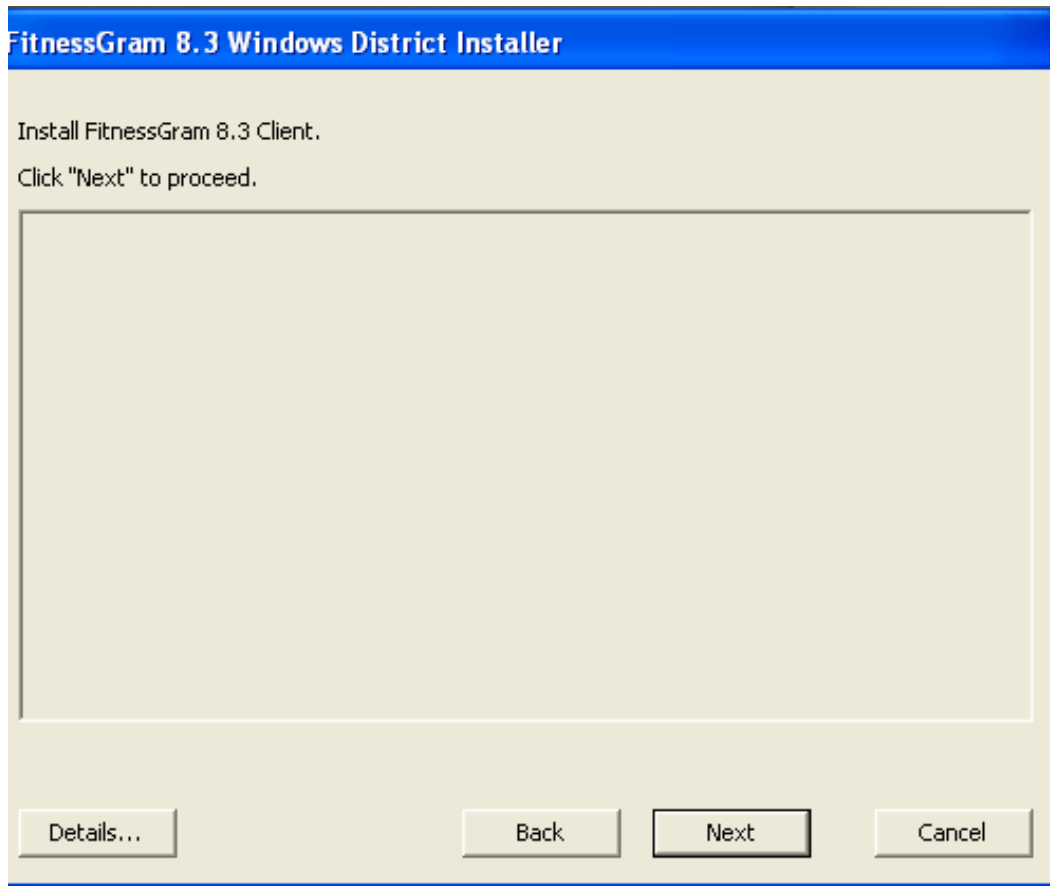 FitnessGram 8.3 Windows District Installer
Install FitnessGram 8.3 Client.
Click "Next" to proceed.
Details... Back Next Cancel